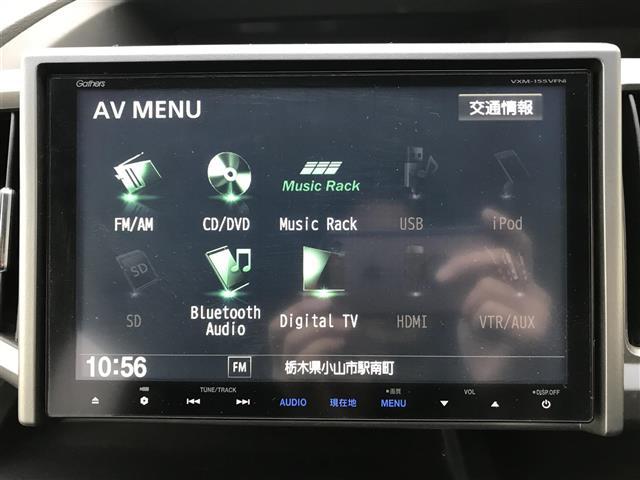 Gathers
VXM-155VFNi
AV MENU
交通情報
Music Rack
FM/AM
CD/DVD
Music Rack
USB
iPod
SD
SD
Bluetooth Audio
Digital TV
HDMI
VTR/AUX
10:56
FM
栃木県小山市駅南町
TUNE/TRACK
画質
VOL
DISP.OFF
AUDIO
現在地
MENU